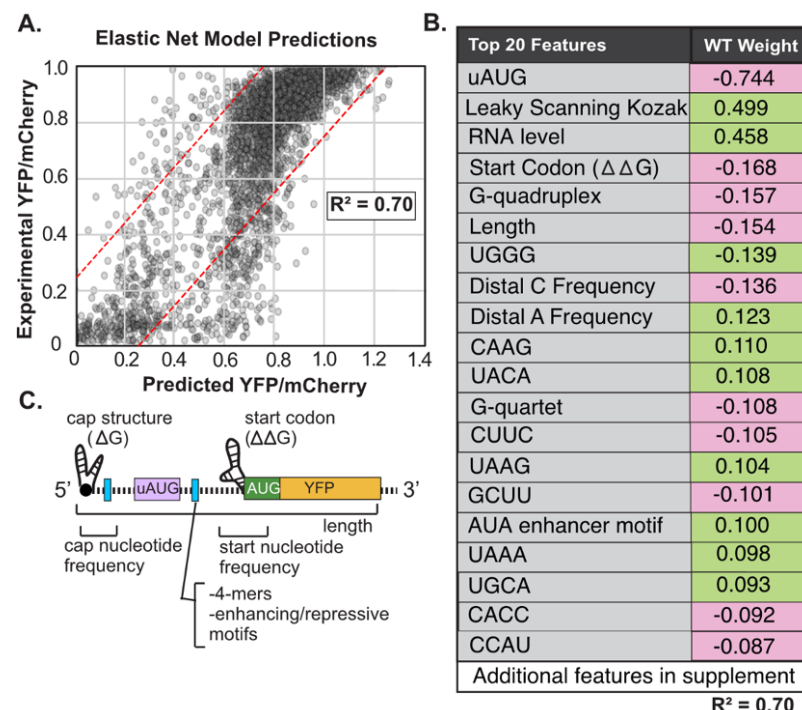 A.
Elastic Net Model Predictions
1.0
0.8
0.6
0.4
0.2
0
Experimental YFP/mCherry
R² = 0.70
0 0.2 0.4 0.6 0.8 1.0 1.2 1.4
Predicted YFP/mCherry
B.
Top 20 Features WT Weight
uAUG -0.744
Leaky Scanning Kozak 0.499
RNA level 0.458
Start Codon (ΔΔG) -0.168
G-quadruplex -0.157
Length -0.154
UGGG -0.139
Distal C Frequency -0.136
Distal A Frequency 0.123
CAAG 0.110
UACA 0.108
G-quartet -0.108
CUUC -0.105
UAAG 0.104
GCUU -0.101
AUA enhancer motif 0.100
UAAA 0.098
UGCA 0.093
CACC -0.092
CCAU -0.087
Additional features in supplement
R² = 0.70
C.
cap structure
(ΔG)
start codon
(ΔΔG)
5' uAUG AUG YFP 3'
length
cap nucleotide
frequency
start nucleotide
frequency
-4-mers
-enhancing/repressive
motifs